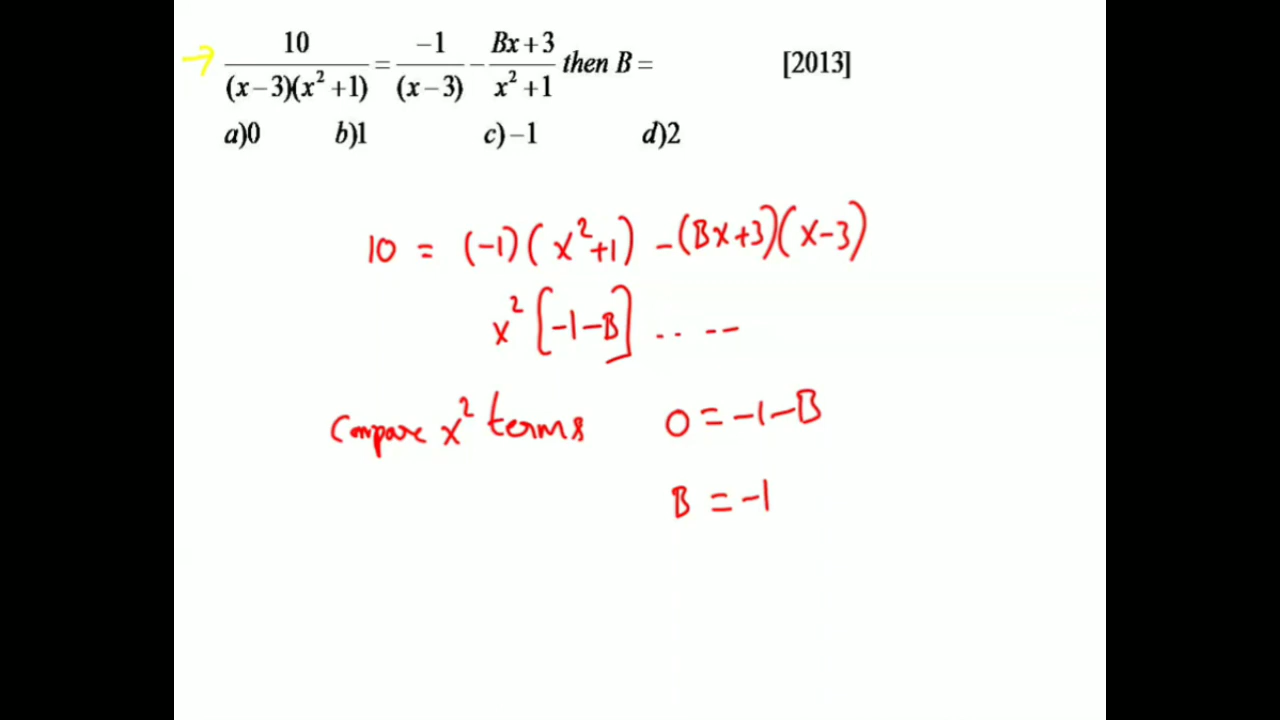 → 10/((x−3)(x²+1)) = −1/(x−3) − (Bx+3)/(x²+1) then B = [2013]
a)0 b)1 c)−1 d)2
10 = (−1)(x²+1) −(Bx+3)(x−3)
x² [−1−B] .. --
Compare x² terms 0 = −1−B
B = −1